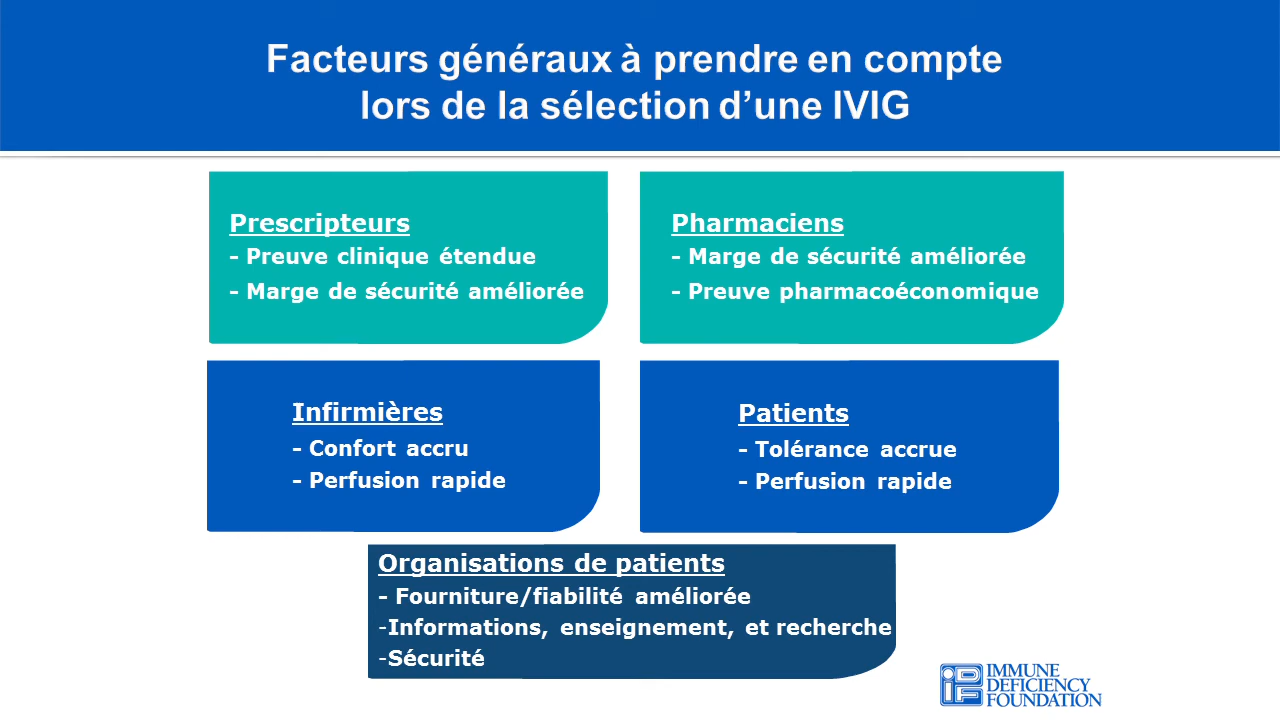 Facteurs généraux à prendre en compte
lors de la sélection d’une IVIG
Prescripteurs
- Preuve clinique étendue
- Marge de sécurité améliorée
Pharmaciens
- Marge de sécurité améliorée
- Preuve pharmacoéconomique
Infirmières
- Confort accru
- Perfusion rapide
Patients
- Tolérance accrue
- Perfusion rapide
Organisations de patients
- Fourniture/fiabilité améliorée
-Informations, enseignement, et recherche
-Sécurité
IDF
IMMUNE
DEFICIENCY
FOUNDATION